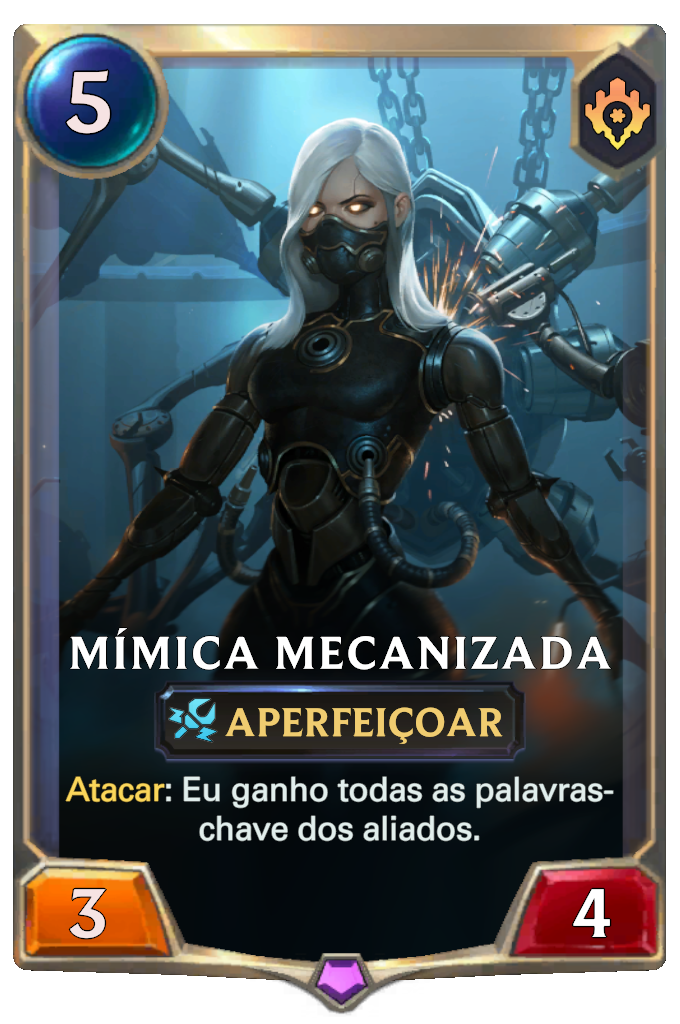 5
MÍMICA MECANIZADA
APERFEIÇOAR
Atacar: Eu ganho todas as palavras-
chave dos aliados.
3
4